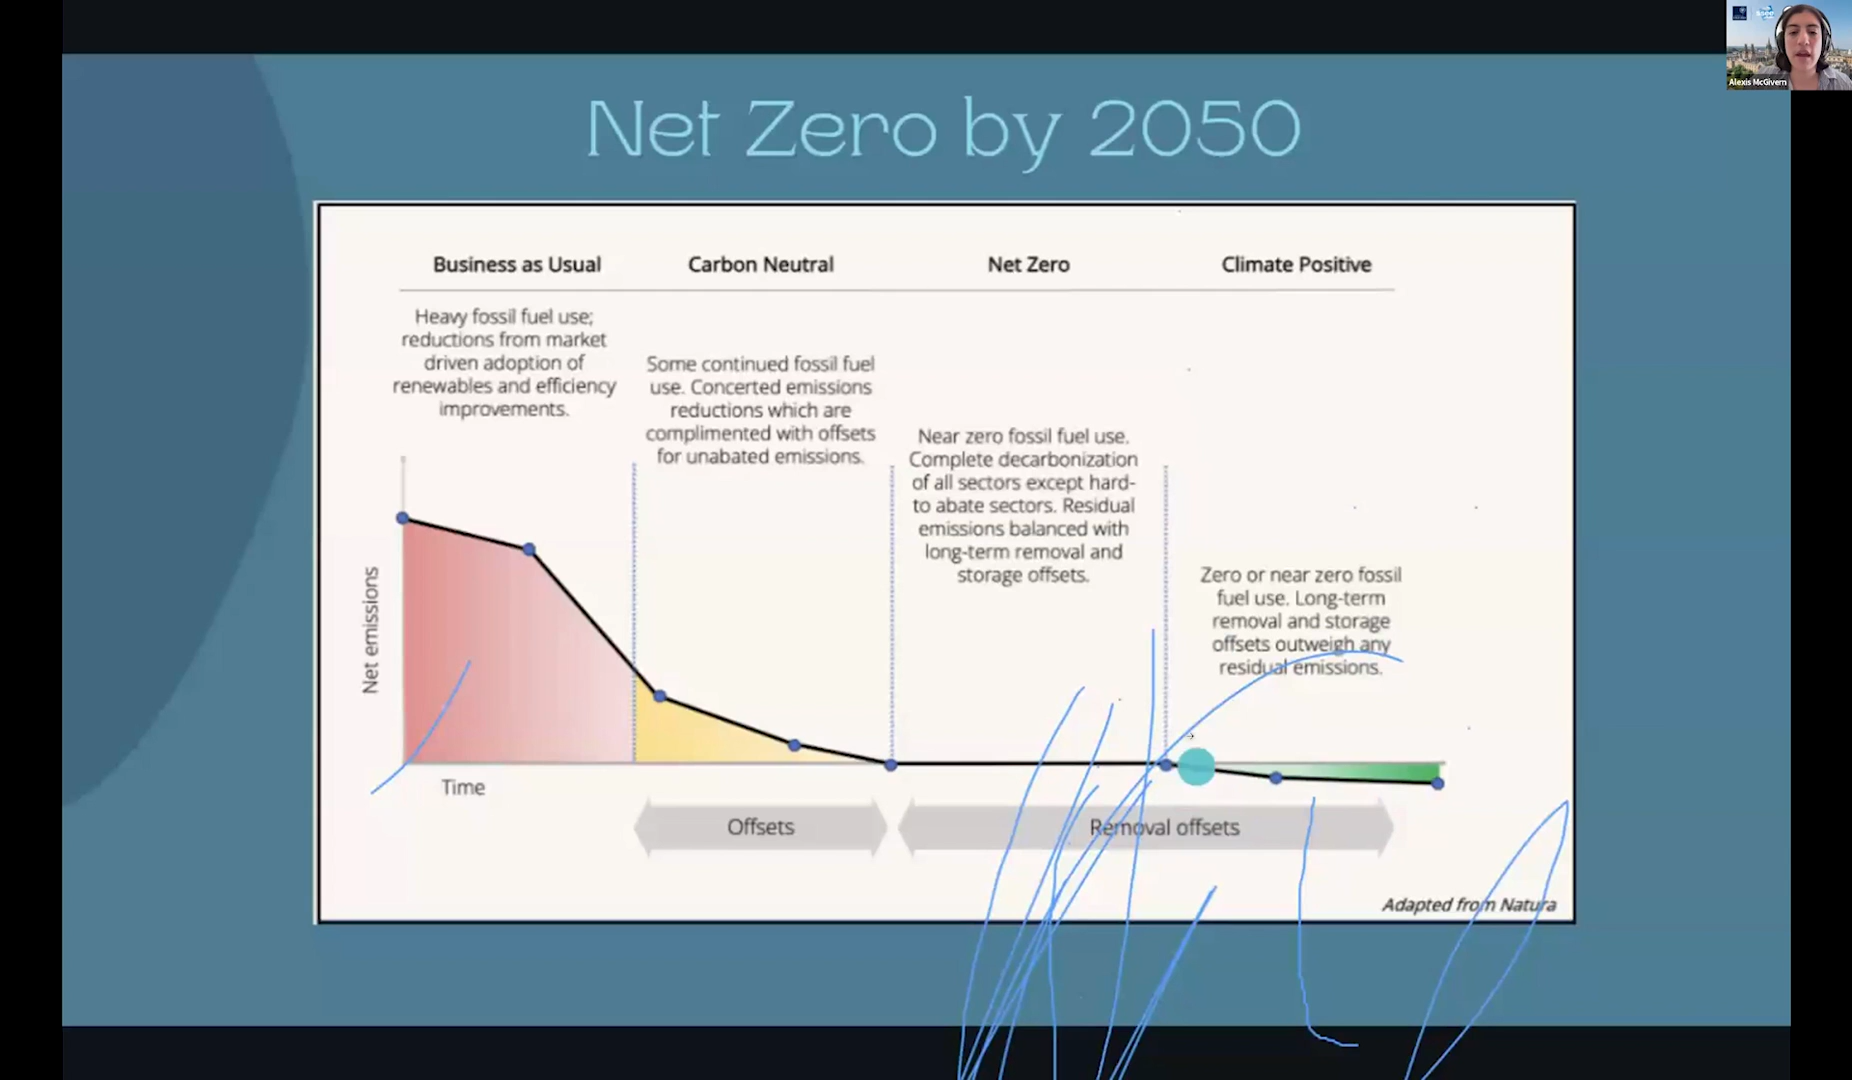 Alexis McGivern
Net Zero by 2050
Business as Usual
Heavy fossil fuel use;
reductions from market
driven adoption of
renewables and efficiency
improvements.
Carbon Neutral
Some continued fossil fuel
use. Concerted emissions
reductions which are
complimented with offsets
for unabated emissions.
Net Zero
Near zero fossil fuel use.
Complete decarbonization
of all sectors except hard-
to abate sectors. Residual
emissions balanced with
long-term removal and
storage offsets.
Climate Positive
Zero or near zero fossil
fuel use. Long-term
removal and storage
offsets outweigh any
residual emissions.
Net emissions
Time
Offsets
Removal offsets
Adapted from Natura